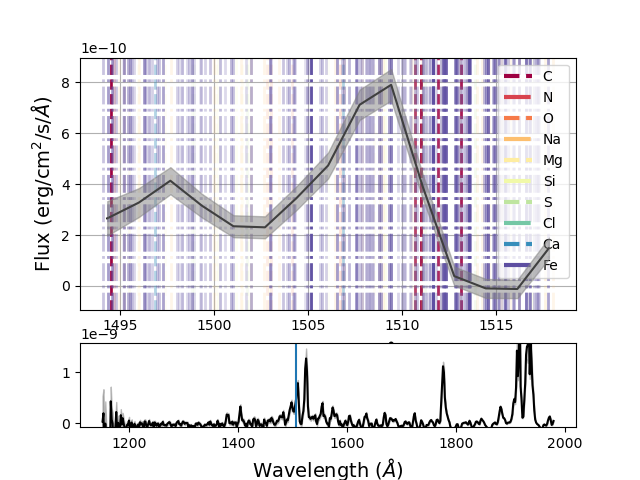 1e−10
8
6
4
2
0
Flux (erg/cm²/s/Å)
C
N
O
Na
Mg
Si
S
Cl
Ca
Fe
1495 1500 1505 1510 1515
1e−9
1
0
1200 1400 1600 1800 2000
Wavelength (Å)